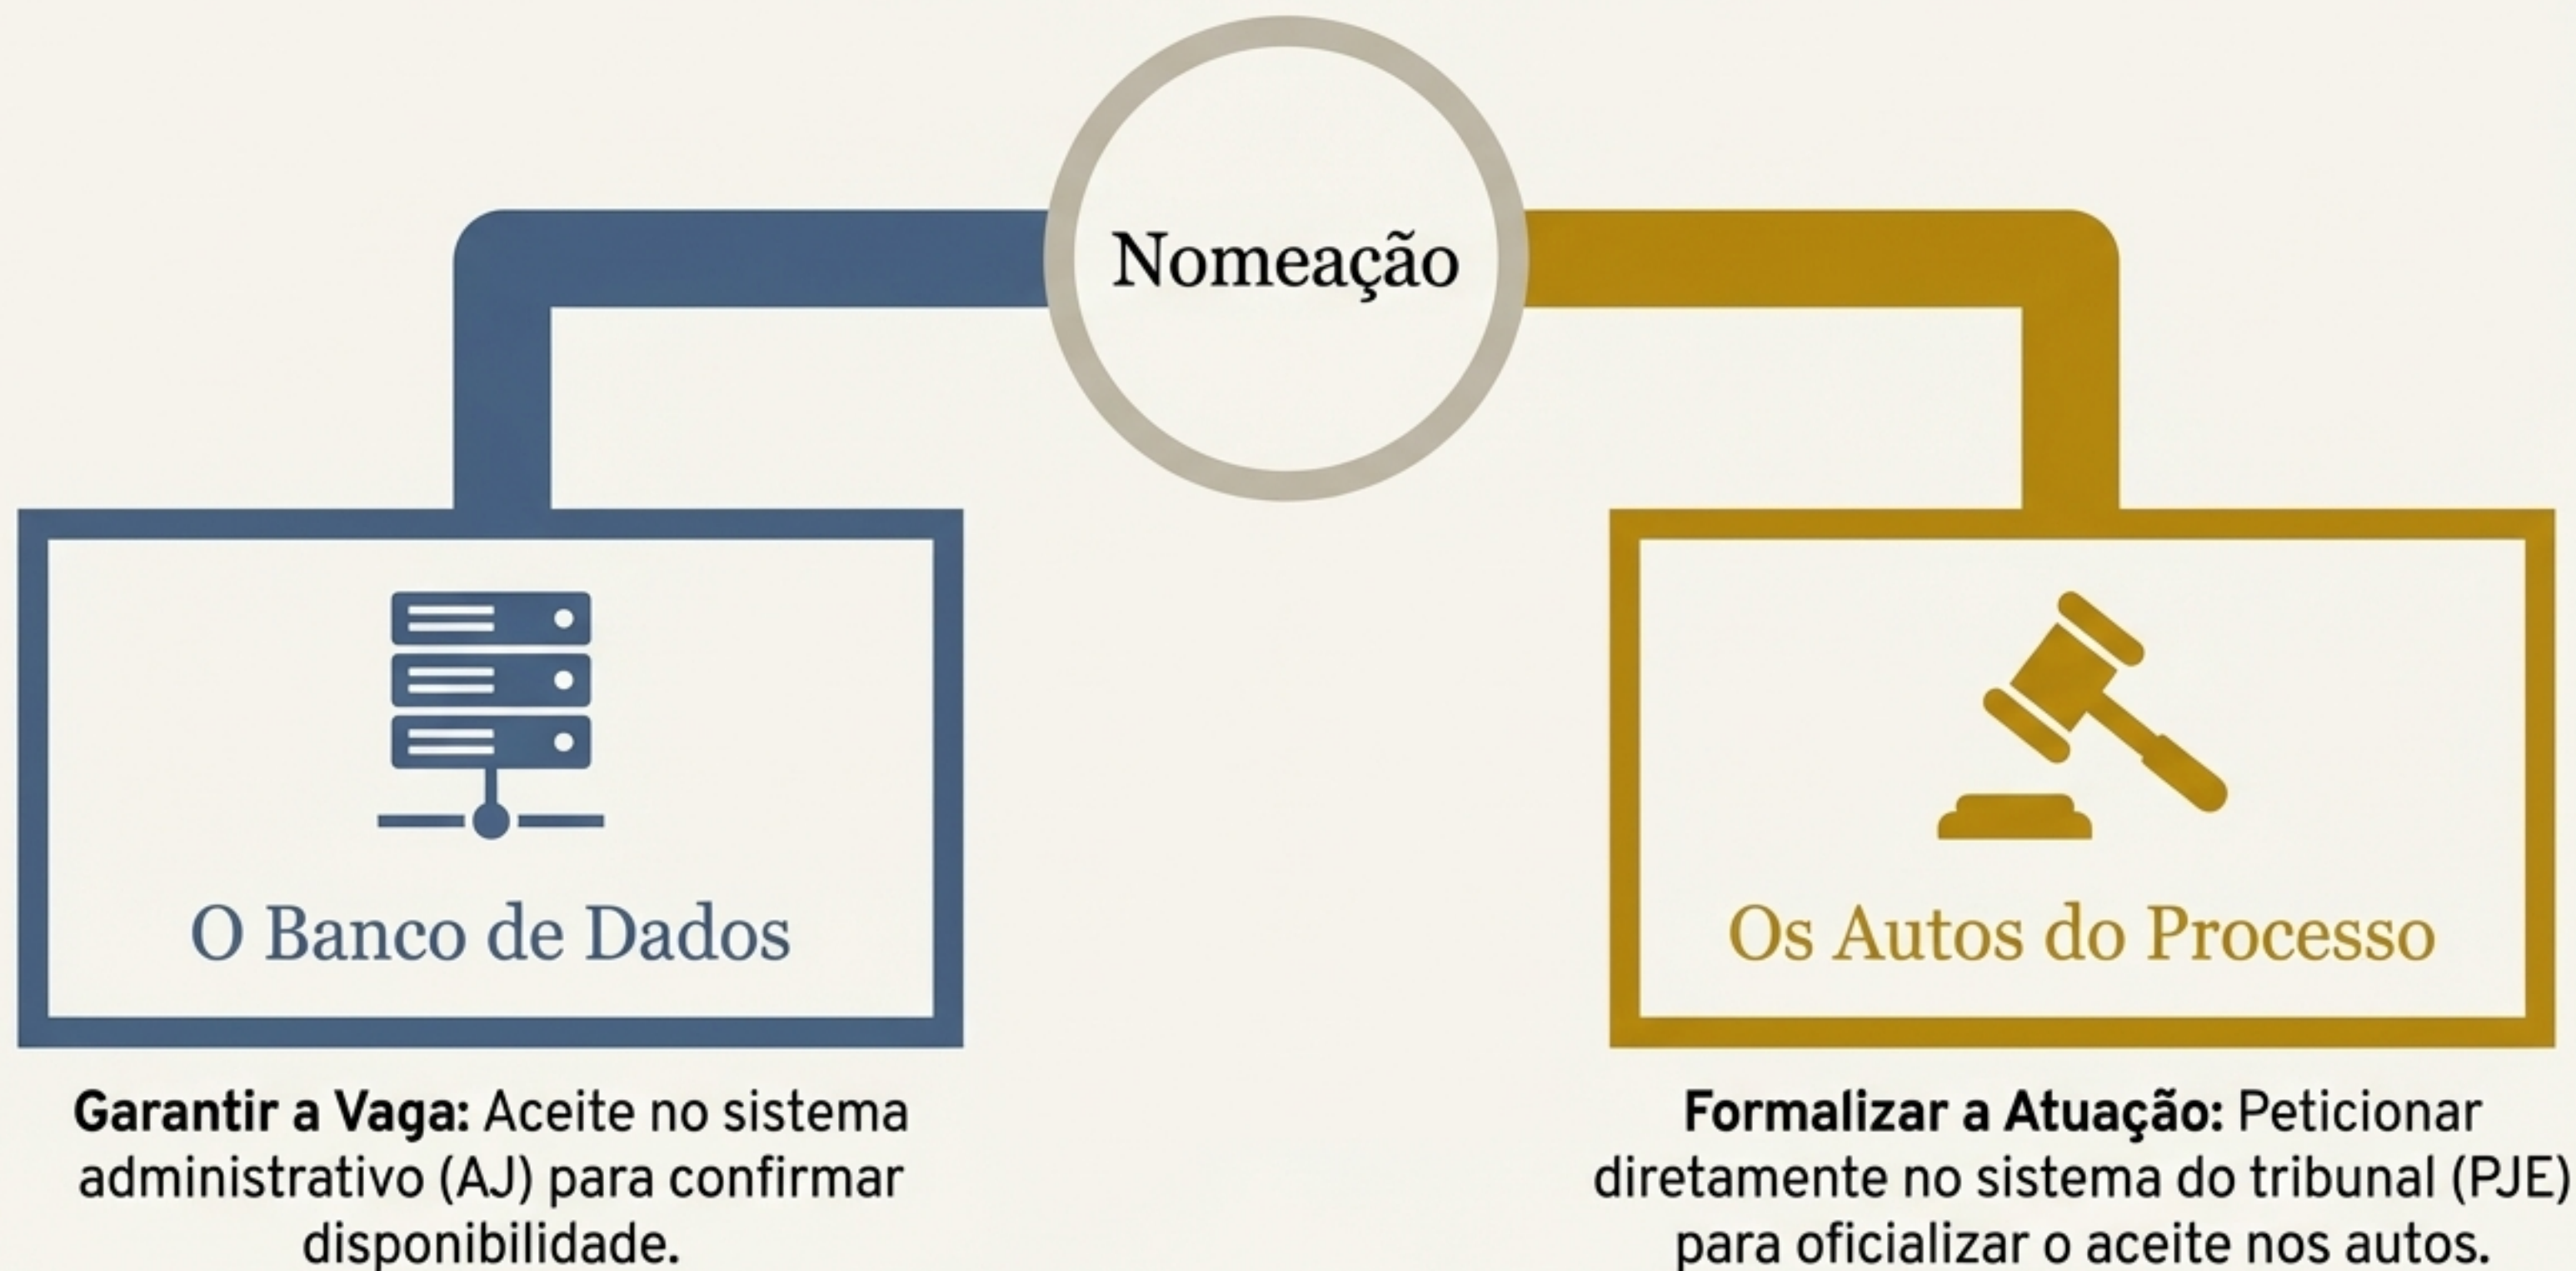 Nomeação
O Banco de Dados
Garantir a Vaga: Aceite no sistema
administrativo (AJ) para confirmar
disponibilidade.
Os Autos do Processo
Formalizar a Atuação: Peticionar
diretamente no sistema do tribunal (PJE)
para oficializar o aceite nos autos.